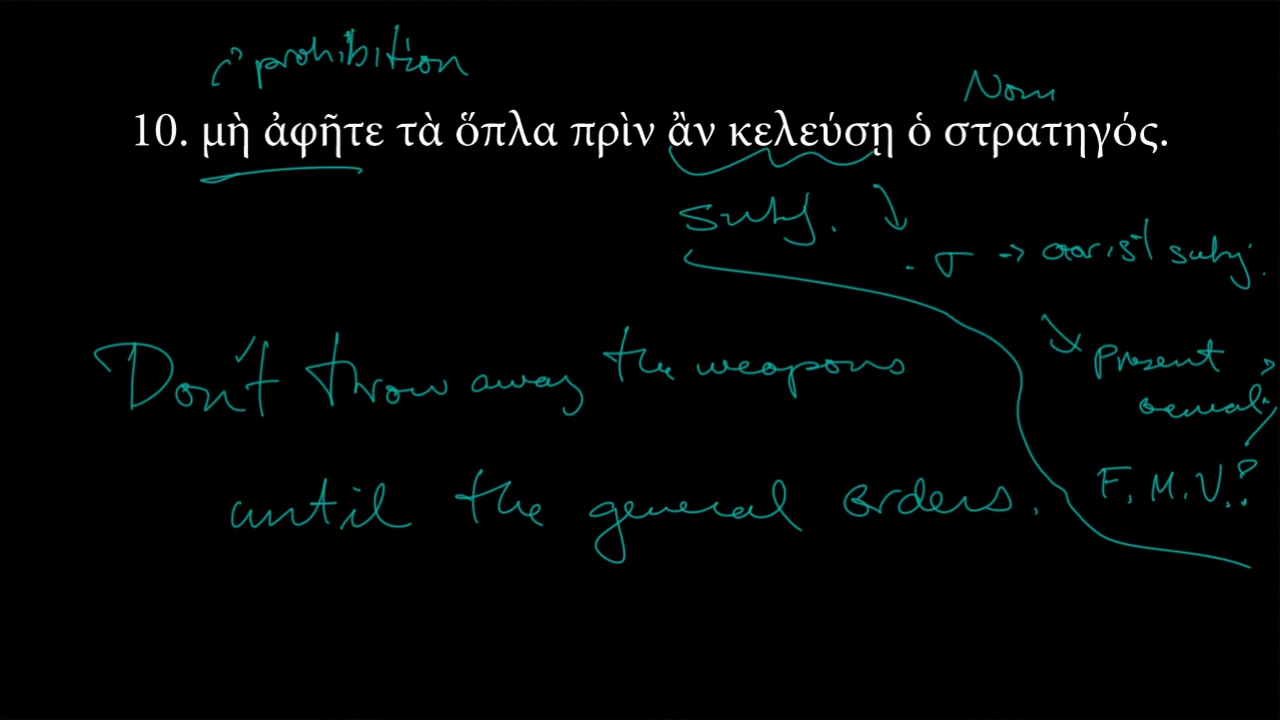 prohibition
Nom
10. μὴ ἀφῆτε τὰ ὅπλα πρὶν ἂν κελεύσῃ ὁ στρατηγός.
subj.
. σ → aorist subj.
Don't throw away the weapons
present
general
until the general orders.
F. M. V.?